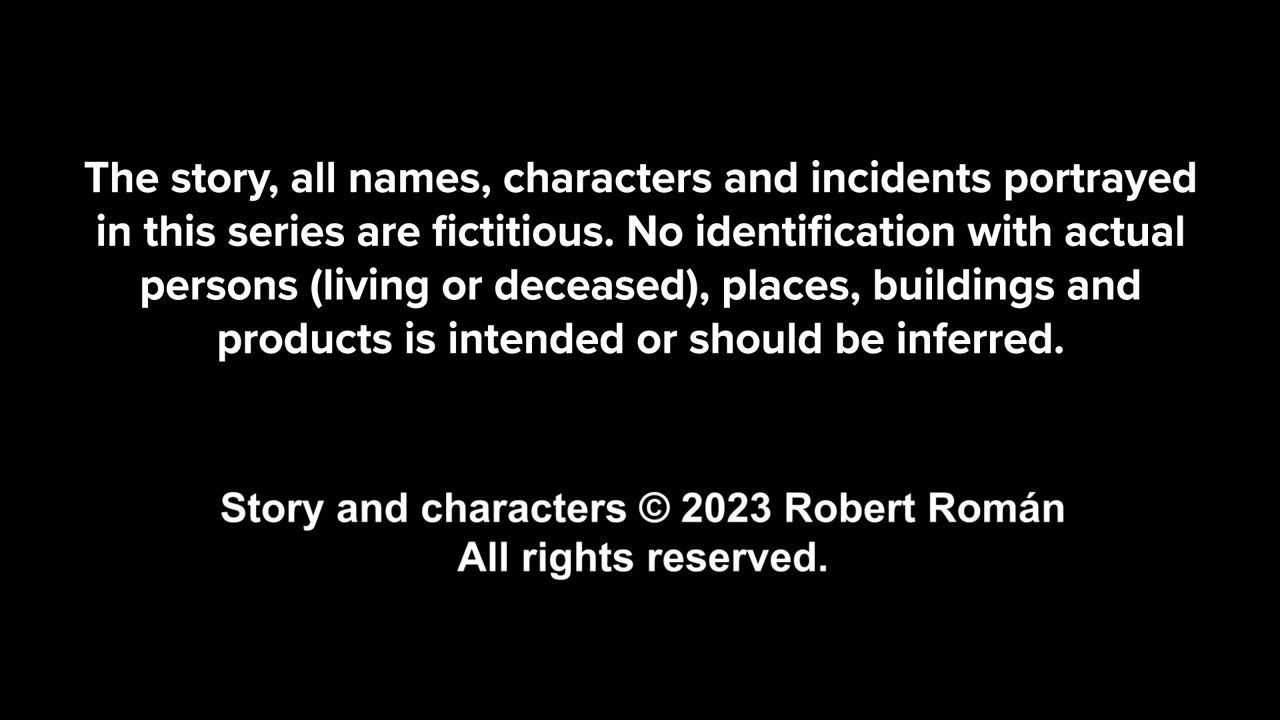 The story, all names, characters and incidents portrayed
in this series are fictitious. No identification with actual
persons (living or deceased), places, buildings and
products is intended or should be inferred.
Story and characters © 2023 Robert Román
All rights reserved.